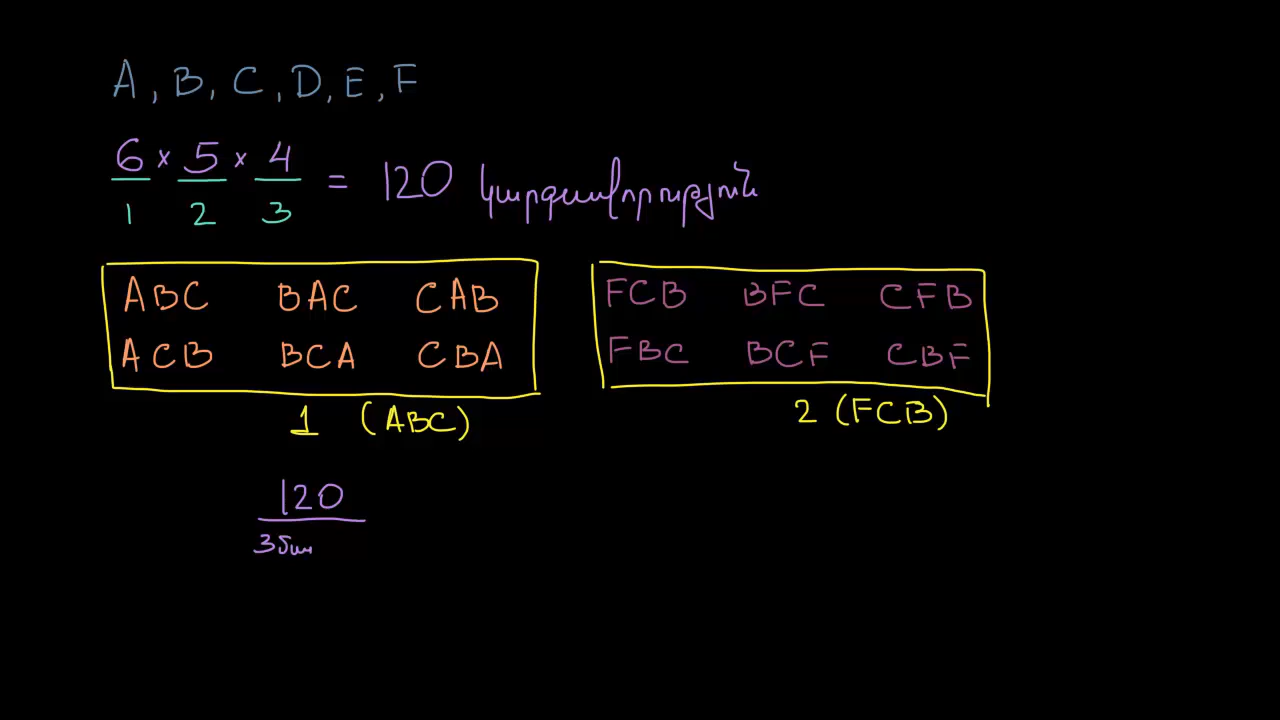 A, B, C, D, E, F
6 × 5 × 4 = 120 կարգավորություն
1 2 3
ABC BAC CAB FCB BFC CFB
ACB BCA CBA FBC BCF CBF
1 (ABC) 2 (FCB)
120
3